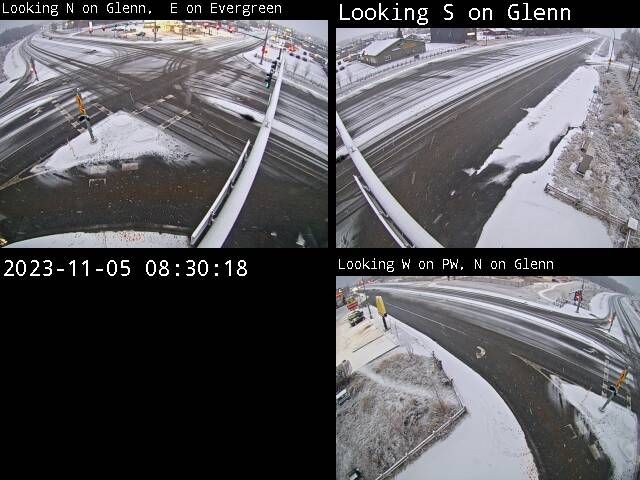 Looking N on Glenn,  E on Evergreen
Looking S on Glenn
2023-11-05 08:30:18
Looking W on PW, N on Glenn